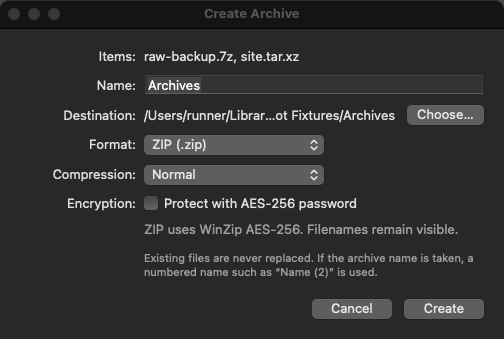 Create Archive
Items: raw-backup.7z, site.tar.xz
Name: Archives
Destination: /Users/runner/Librar...ot Fixtures/Archives Choose...
Format: ZIP (.zip)
Compression: Normal
Encryption: Protect with AES-256 password
ZIP uses WinZip AES-256. Filenames remain visible.
Existing files are never replaced. If the archive name is taken, a
numbered name such as “Name (2)” is used.
Cancel Create